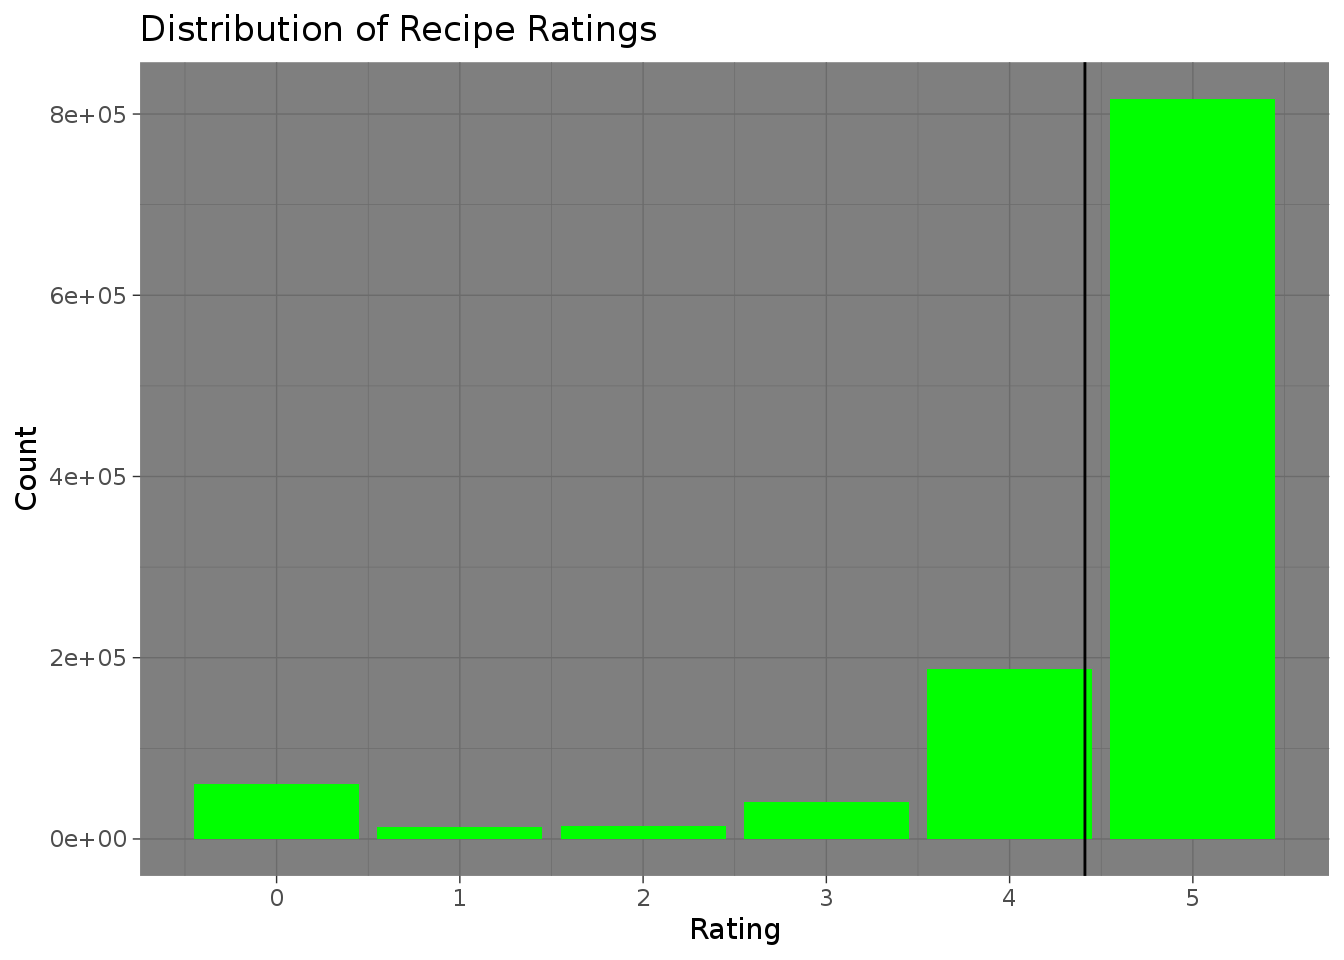 Distribution of Recipe Ratings
8e+05
6e+05
4e+05
2e+05
0e+00
Count
0 1 2 3 4 5
Rating